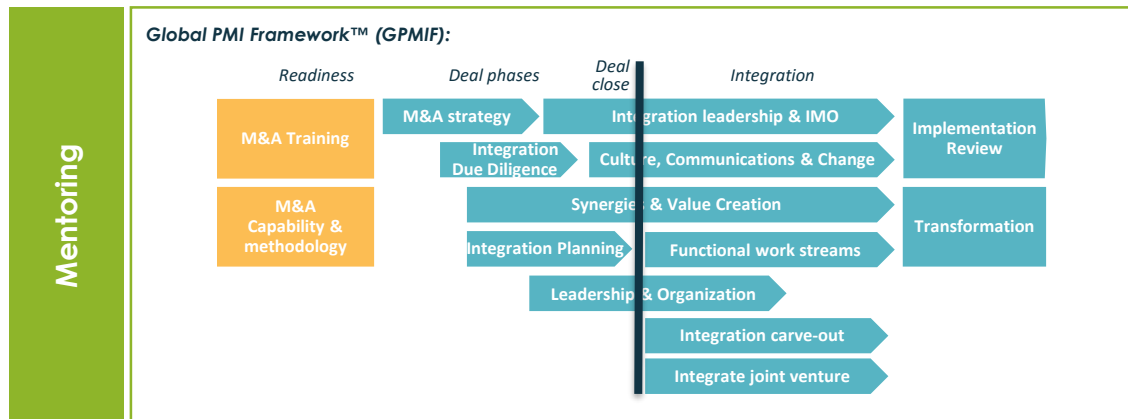 Mentoring
Global PMI Framework™ (GPMIF):
Readiness
Deal phases
Deal
close
Integration
M&A Training
M&A strategy
Integration leadership & IMO
Implementation
Review
Integration
Due Diligence
Culture, Communications & Change
M&A
Capability &
methodology
Synergies & Value Creation
Transformation
Integration Planning
Functional work streams
Leadership & Organization
Integration carve-out
Integrate joint venture